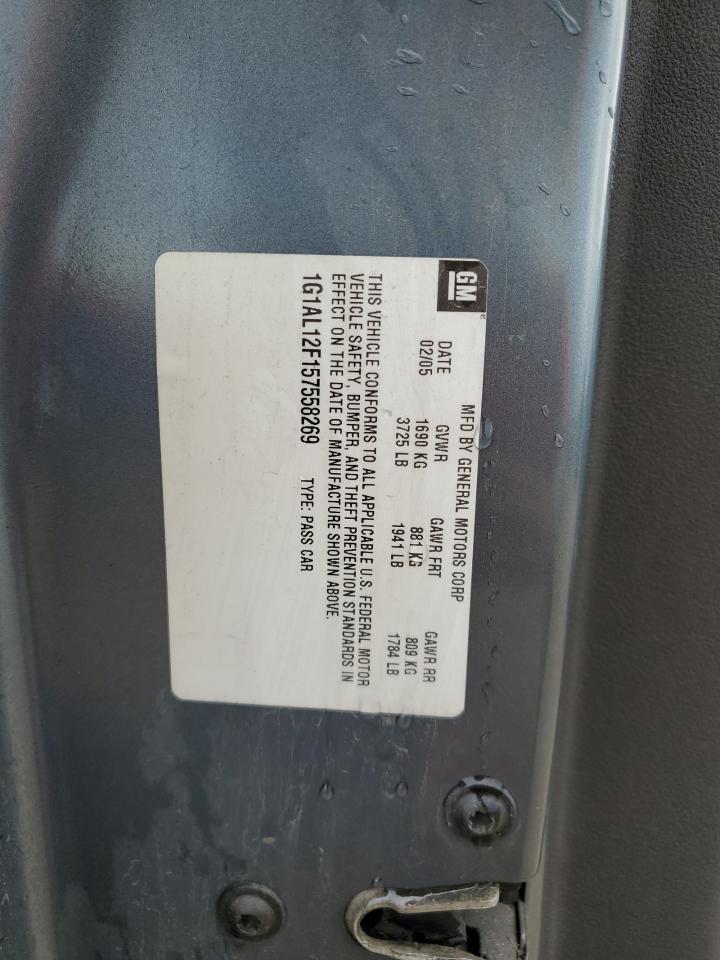 GM
MFD BY GENERAL MOTORS CORP
DATE GVWR GAWR FRT GAWR RR
02/05 1690 KG 881 KG 809 KG
3725 LB 1941 LB 1784 LB
THIS VEHICLE CONFORMS TO ALL APPLICABLE U.S. FEDERAL MOTOR
VEHICLE SAFETY, BUMPER, AND THEFT PREVENTION STANDARDS IN
EFFECT ON THE DATE OF MANUFACTURE SHOWN ABOVE.
1G1AL12F157558269 TYPE: PASS CAR